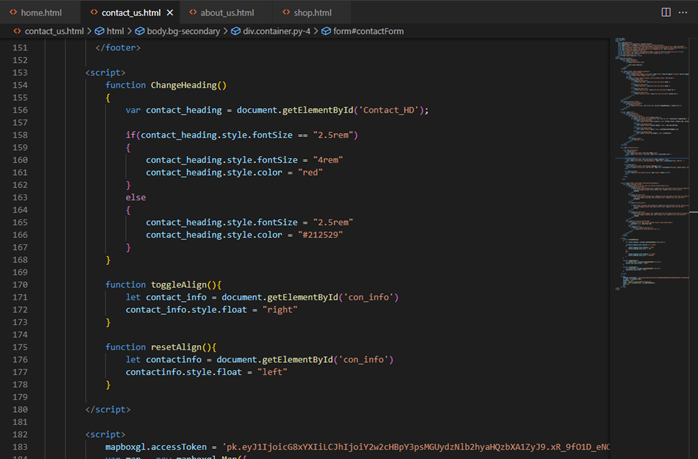 home.html contact_us.html about_us.html shop.html
contact_us.html > html > body.bg-secondary > div.container.py-4 > form#contactForm
151 </footer>
152
153 <script>
154 function ChangeHeading()
155 {
156 var contact_heading = document.getElementById('Contact_HD');
157
158 if(contact_heading.style.fontSize == "2.5rem")
159 {
160 contact_heading.style.fontSize = "4rem"
161 contact_heading.style.color = "red"
162 }
163 else
164 {
165 contact_heading.style.fontSize = "2.5rem"
166 contact_heading.style.color = "#212529"
167 }
168 }
169
170 function toggleAlign(){
171 let contact_info = document.getElementById('con_info')
172 contact_info.style.float = "right"
173 }
174
175 function resetAlign(){
176 let contactinfo = document.getElementById('con_info')
177 contactinfo.style.float = "left"
178 }
179
180 </script>
181
182 <script>
183 mapboxgl.accessToken =